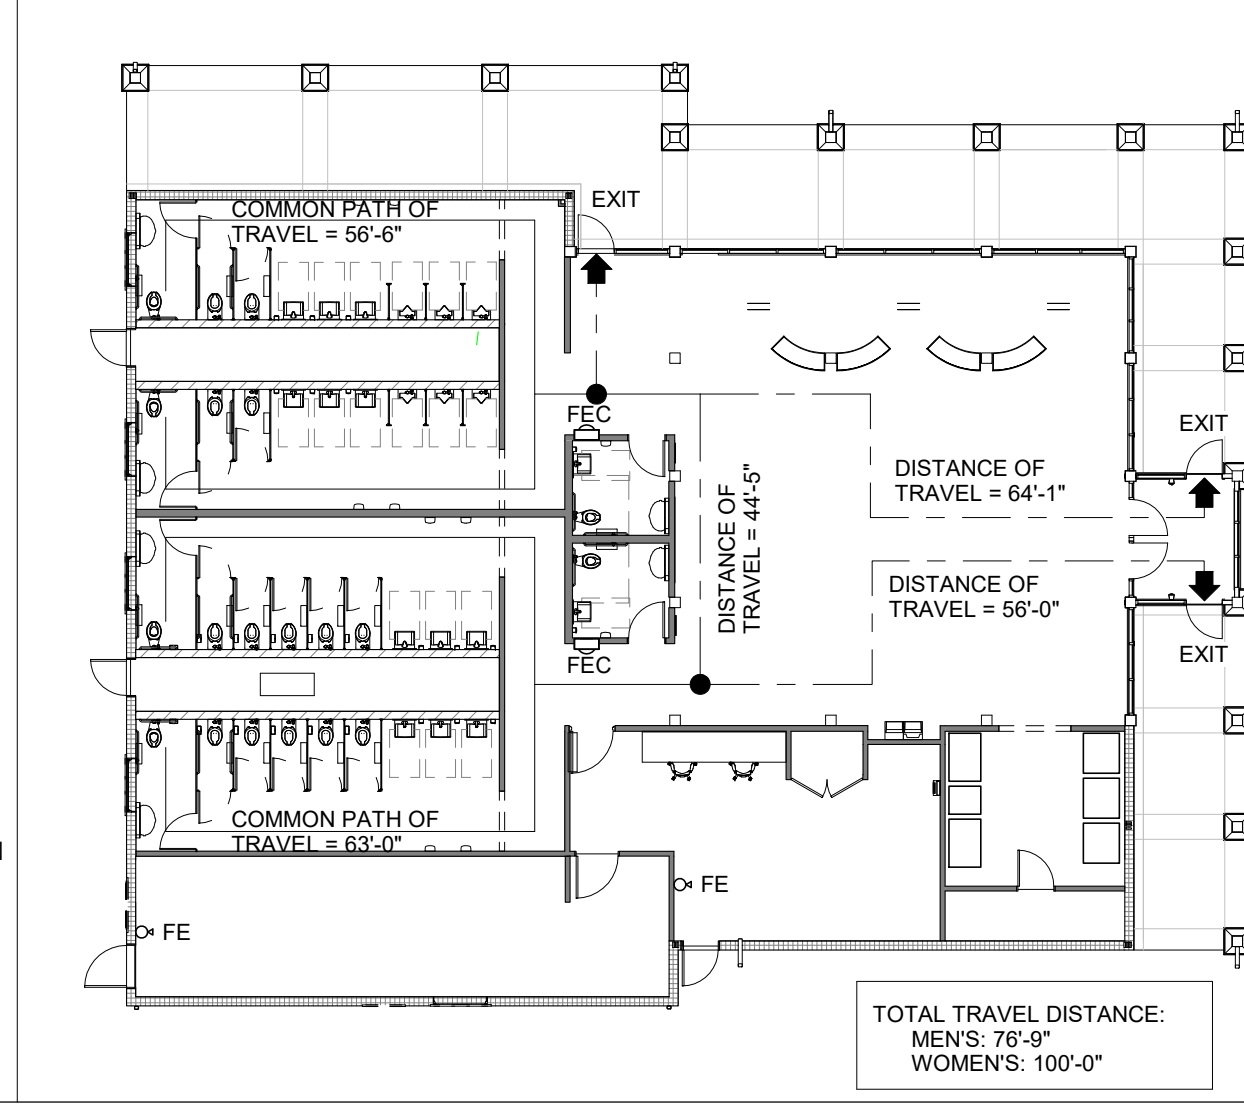 EXIT
COMMON PATH OF
TRAVEL = 56'-6"
FEC
EXIT
DISTANCE OF
TRAVEL = 64'-1"
DISTANCE OF
TRAVEL = 44'-5"
DISTANCE OF
TRAVEL = 56'-0"
EXIT
FEC
COMMON PATH OF
TRAVEL = 63'-0"
FE
FE
TOTAL TRAVEL DISTANCE:
MEN'S: 76'-9"
WOMEN'S: 100'-0"